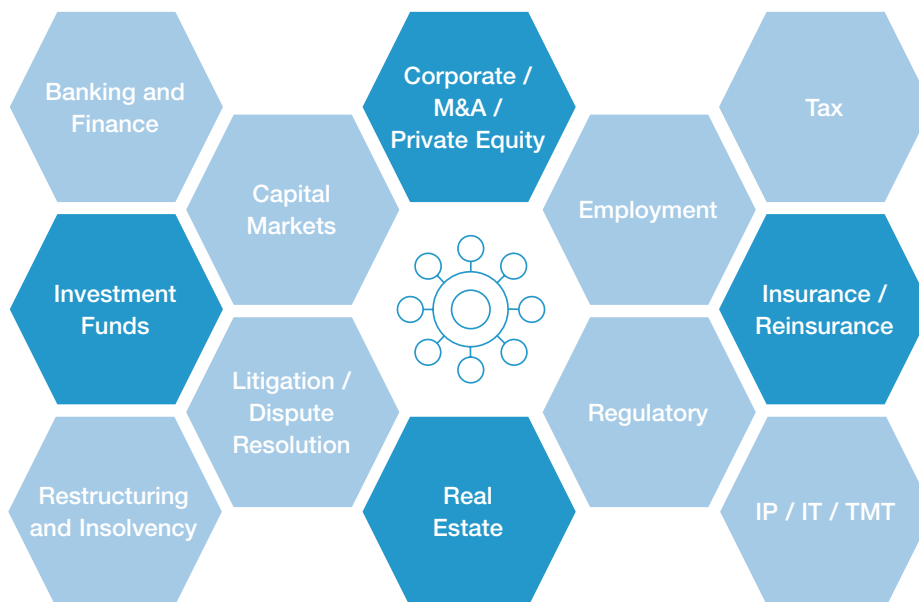 Banking and
Finance
Corporate /
M&A /
Private Equity
Tax
Capital
Markets
Employment
Investment
Funds
Insurance /
Reinsurance
Litigation /
Dispute
Resolution
Regulatory
Restructuring
and Insolvency
Real
Estate
IP / IT / TMT